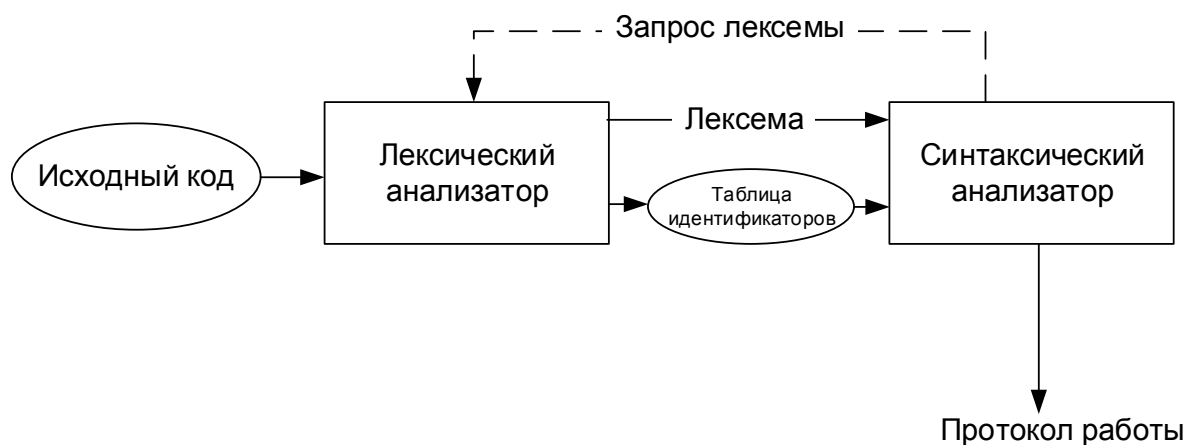 Запрос лексемы
Лексема
Исходный код
Лексический
анализатор
Таблица
идентификаторов
Синтаксический
анализатор
Протокол работы